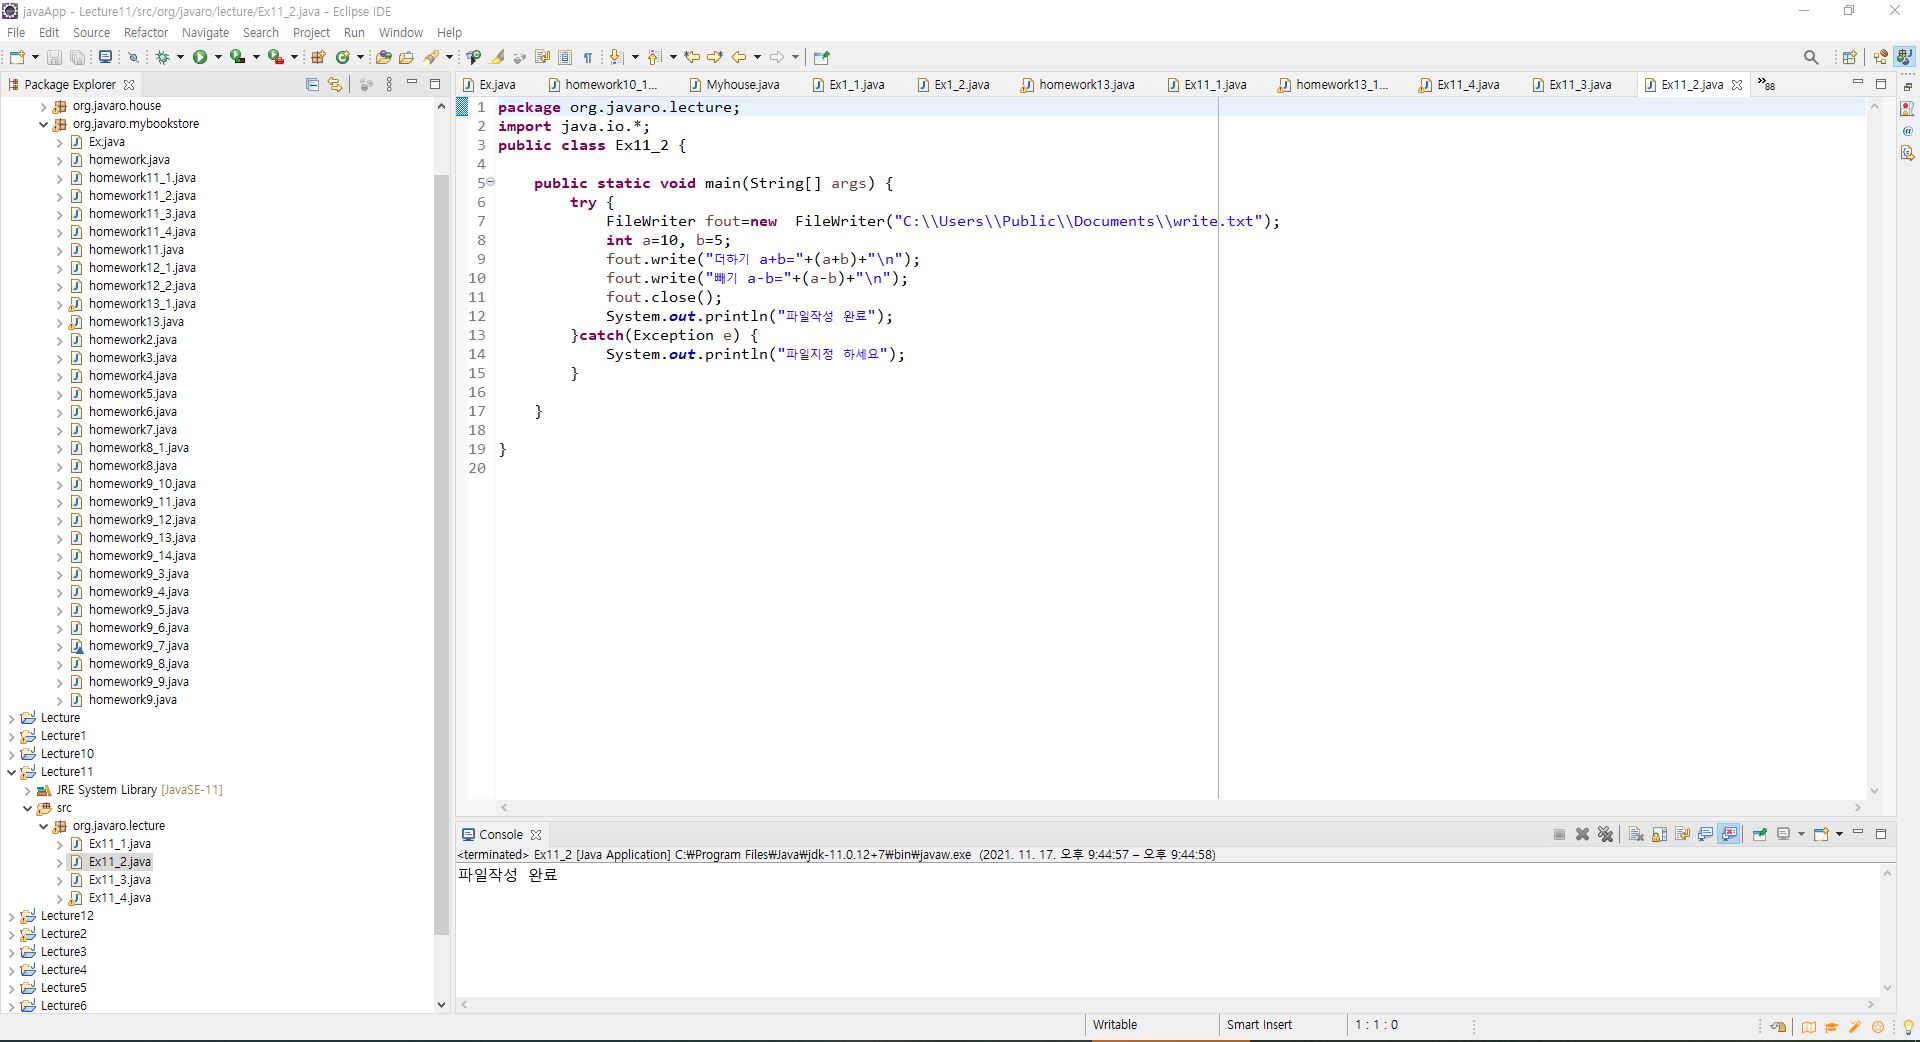 javaApp - Lecture11/src/org/javaro/lecture/Ex11_2.java - Eclipse IDE
File Edit Source Refactor Navigate Search Project Run Window Help
Package Explorer
org.javaro.house
org.javaro.mybookstore
Ex.java
homework.java
homework11_1.java
homework11_2.java
homework11_3.java
homework11_4.java
homework11.java
homework12_1.java
homework12_2.java
homework13_1.java
homework13.java
homework2.java
homework3.java
homework4.java
homework5.java
homework6.java
homework7.java
homework8_1.java
homework8.java
homework9_10.java
homework9_11.java
homework9_12.java
homework9_13.java
homework9_14.java
homework9_3.java
homework9_4.java
homework9_5.java
homework9_6.java
homework9_7.java
homework9_8.java
homework9_9.java
homework9.java
Lecture
Lecture1
Lecture10
Lecture11
JRE System Library [JavaSE-11]
src
org.javaro.lecture
Ex11_1.java
Ex11_2.java
Ex11_3.java
Ex11_4.java
Lecture12
Lecture2
Lecture3
Lecture4
Lecture5
Lecture6
Ex.java homework10_1... Myhouse.java Ex1_1.java Ex1_2.java homework13.java Ex11_1.java homework13_1... Ex11_4.java Ex11_3.java Ex11_2.java »88
1 package org.javaro.lecture;
2 import java.io.*;
3 public class Ex11_2 {
4
5 public static void main(String[] args) {
6 try {
7 FileWriter fout=new  FileWriter("C:\\Users\\Public\\Documents\\write.txt");
8 int a=10, b=5;
9 fout.write("더하기 a+b="+(a+b)+"\n");
10 fout.write("빼기 a-b="+(a-b)+"\n");
11 fout.close();
12 System.out.println("파일작성 완료");
13 }catch(Exception e) {
14 System.out.println("파일지정 하세요");
15 }
16
17 }
18
19 }
20
Console
<terminated> Ex11_2 [Java Application] C:₩Program Files₩Java₩jdk-11.0.12+7₩bin₩javaw.exe (2021. 11. 17. 오후 9:44:57 – 오후 9:44:58)
파일작성 완료
Writable Smart Insert 1 : 1 : 0